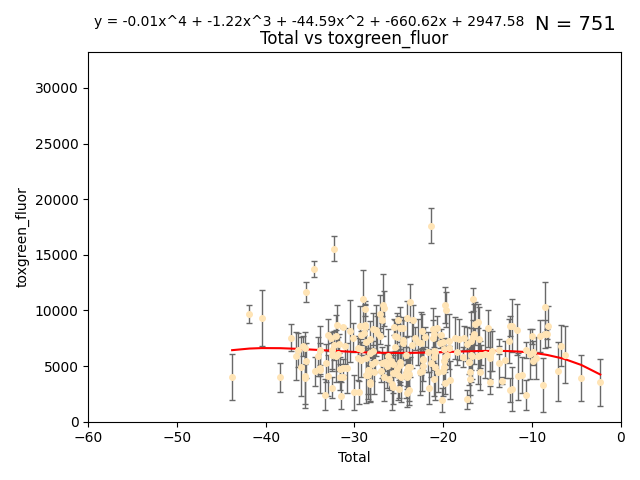 y = -0.01x^4 + -1.22x^3 + -44.59x^2 + -660.62x + 2947.58 N = 751
Total vs toxgreen_fluor
30000
25000
20000
15000
10000
5000
0
toxgreen_fluor
−60 −50 −40 −30 −20 −10 0
Total